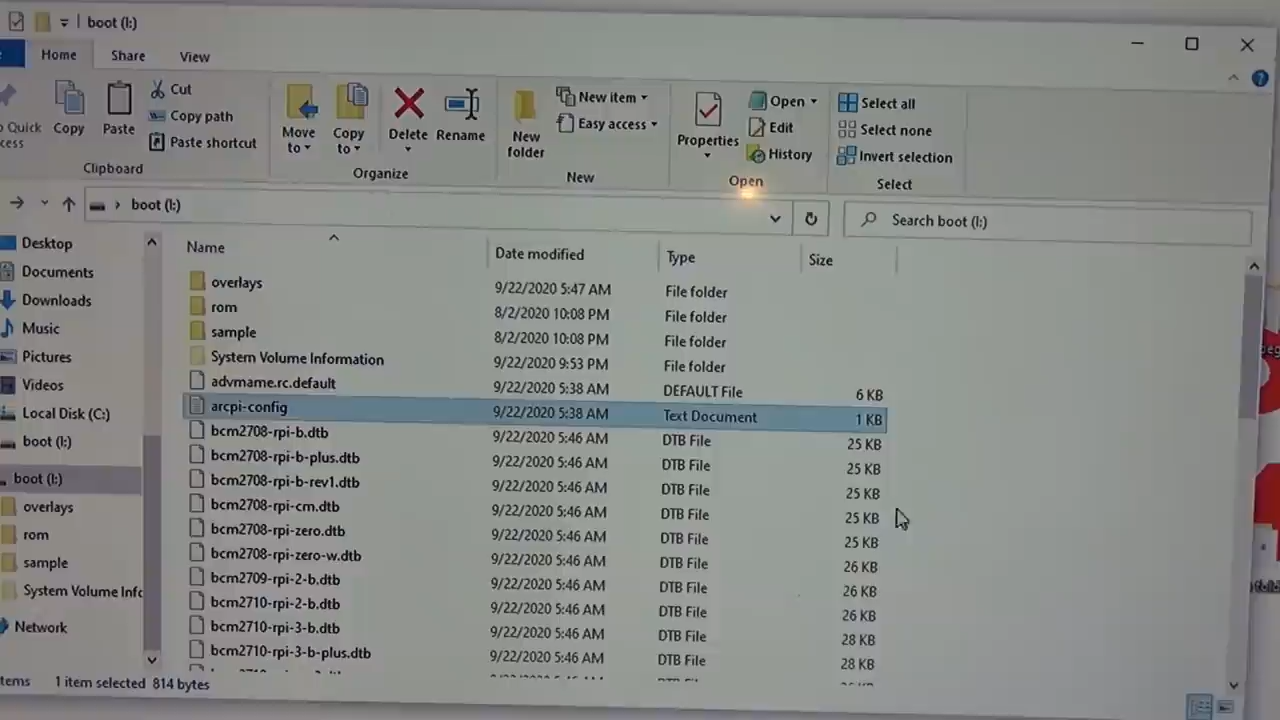 boot (I:)
Home Share View
Cut
Copy path
Paste shortcut
Quick
Copy
Paste
Clipboard
Move to
Copy to
Delete
Rename
Organize
New folder
New item
Easy access
New
Properties
Open
Edit
History
Open
Select all
Select none
Invert selection
Select
boot (I:)
Search boot (I:)
Desktop
Documents
Downloads
Music
Pictures
Videos
Local Disk (C:)
boot (I:)
boot (I:)
overlays
rom
sample
System Volume Infc
Network
Name Date modified Type Size
overlays 9/22/2020 5:47 AM File folder
rom 8/2/2020 10:08 PM File folder
sample 8/2/2020 10:08 PM File folder
System Volume Information 9/22/2020 9:53 PM File folder
advmame.rc.default 9/22/2020 5:38 AM DEFAULT File 6 KB
arcpi-config 9/22/2020 5:38 AM Text Document 1 KB
bcm2708-rpi-b.dtb 9/22/2020 5:46 AM DTB File 25 KB
bcm2708-rpi-b-plus.dtb 9/22/2020 5:46 AM DTB File 25 KB
bcm2708-rpi-b-rev1.dtb 9/22/2020 5:46 AM DTB File 25 KB
bcm2708-rpi-cm.dtb 9/22/2020 5:46 AM DTB File 25 KB
bcm2708-rpi-zero.dtb 9/22/2020 5:46 AM DTB File 25 KB
bcm2708-rpi-zero-w.dtb 9/22/2020 5:46 AM DTB File 26 KB
bcm2709-rpi-2-b.dtb 9/22/2020 5:46 AM DTB File 26 KB
bcm2710-rpi-2-b.dtb 9/22/2020 5:46 AM DTB File 26 KB
bcm2710-rpi-3-b.dtb 9/22/2020 5:46 AM DTB File 28 KB
bcm2710-rpi-3-b-plus.dtb 9/22/2020 5:46 AM DTB File 28 KB
tems 1 item selected 814 bytes